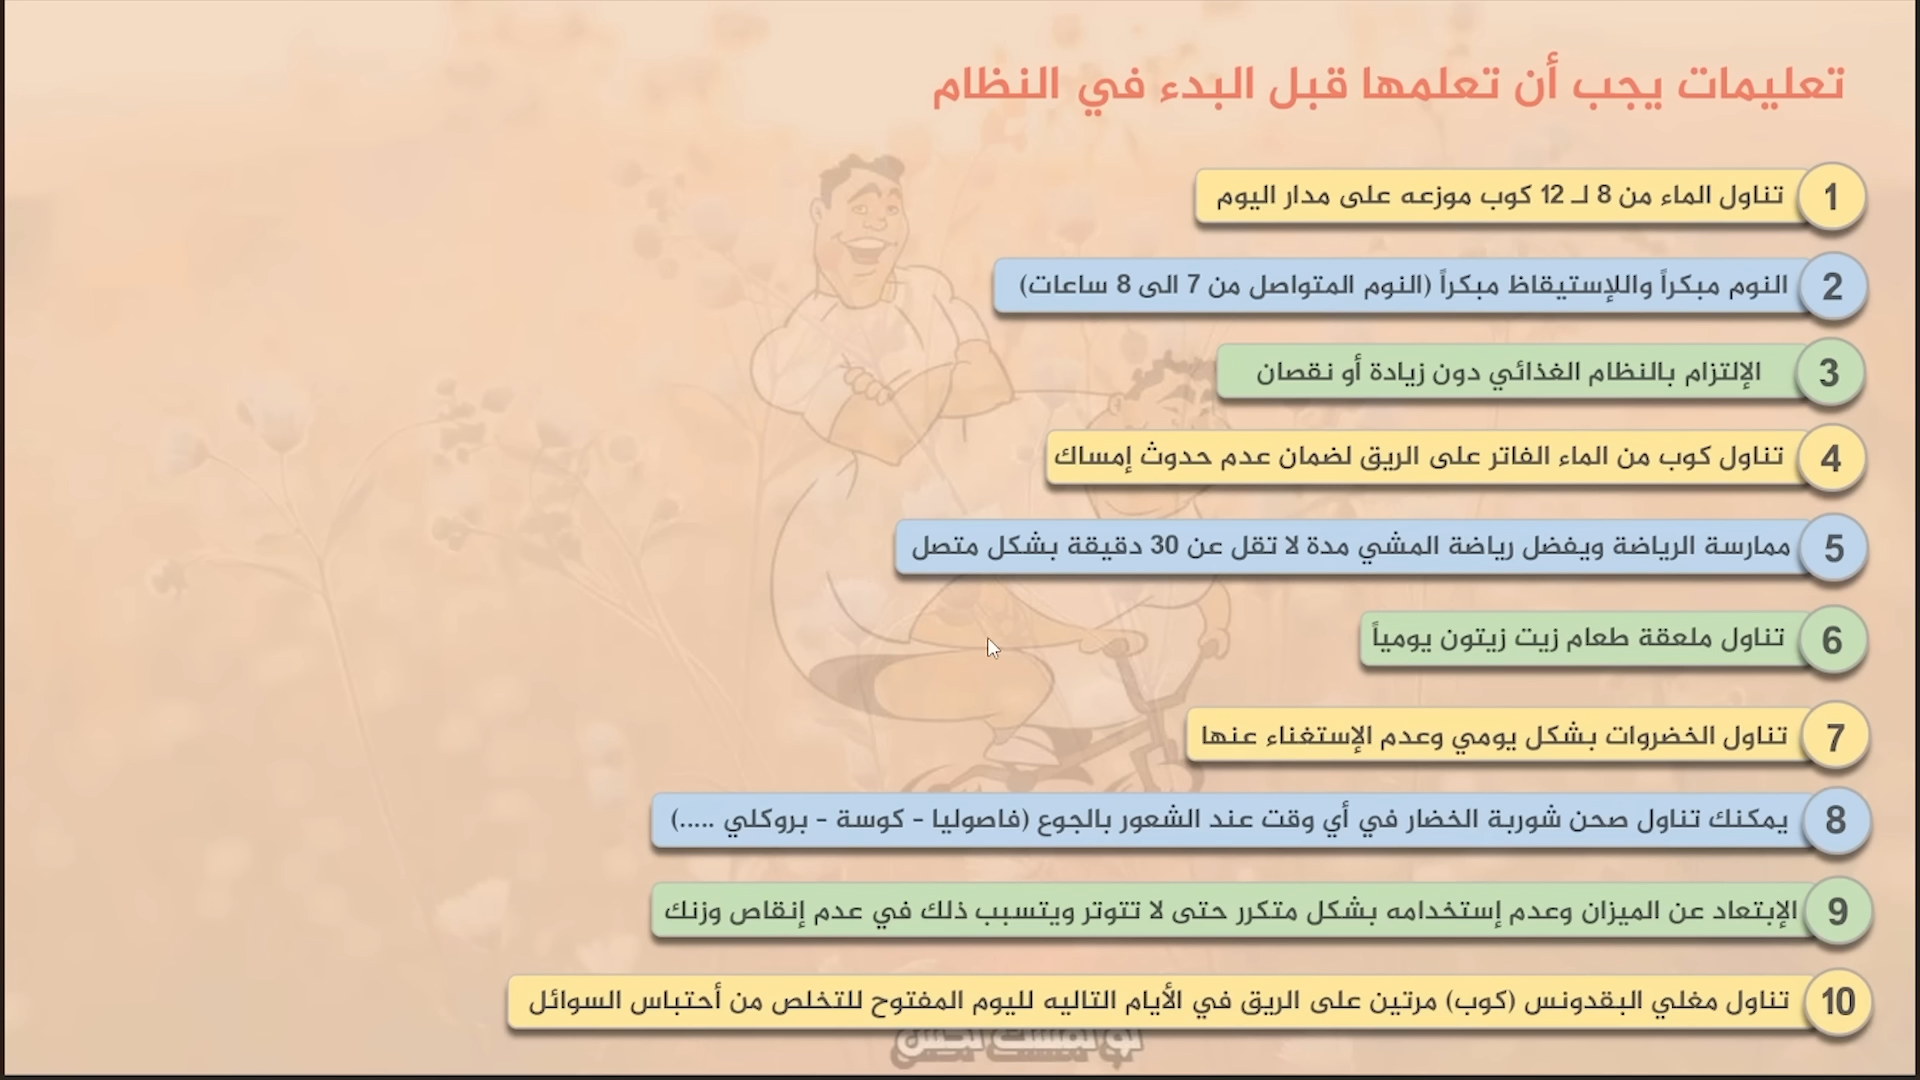 تعليمات يجب أن تعلمها قبل البدء في النظام
1 تناول الماء من 8 لـ 12 كوب موزعه على مدار اليوم
2 النوم مبكراً واللإستيقاظ مبكراً (النوم المتواصل من 7 الى 8 ساعات)
3 الإلتزام بالنظام الغذائي دون زيادة أو نقصان
4 تناول كوب من الماء الفاتر على الريق لضمان عدم حدوث إمساك
5 ممارسة الرياضة ويفضل رياضة المشي مدة لا تقل عن 30 دقيقة بشكل متصل
6 تناول ملعقة طعام زيت زيتون يومياً
7 تناول الخضروات بشكل يومي وعدم الإستغناء عنها
8 يمكنك تناول صحن شوربة الخضار في أي وقت عند الشعور بالجوع (فاصوليا - كوسة - بروكلي .....)
9 الإبتعاد عن الميزان وعدم إستخدامه بشكل متكرر حتى لا تتوتر ويتسبب ذلك في عدم إنقاص وزنك
10 تناول مغلي البقدونس (كوب) مرتين على الريق في الأيام التاليه لليوم المفتوح للتخلص من أحتباس السوائل